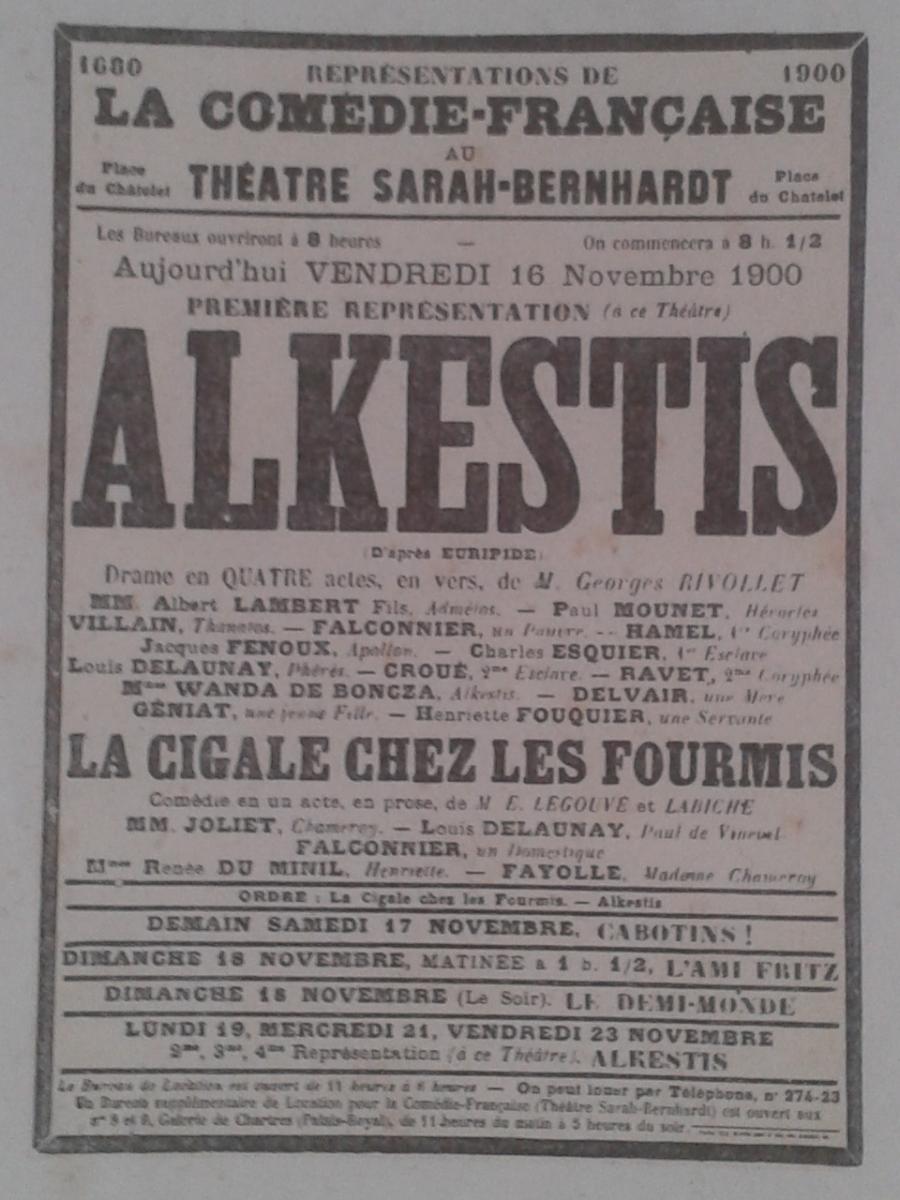 1680 REPRÉSENTATIONS DE 1900
LA COMÉDIE-FRANÇAISE
AU
Place du Châtelet THÉATRE SARAH-BERNHARDT Place du Chatelet
Les Bureaux ouvriront à 8 heures — On commencera à 8 h. 1/2
Aujourd'hui VENDREDI 16 Novembre 1900
PREMIÈRE REPRÉSENTATION (à ce Théâtre)
ALKESTIS
(D'après EURIPIDE)
Drame en QUATRE actes, en vers, de M. Georges RIVOLLET
MM. Albert LAMBERT Fils, Admétos. — Paul MOUNET, Héraclès
VILLAIN, Thanatos. — FALCONNIER, un Pauvre. -- HAMEL, 1er Coryphée
Jacques FENOUX, Apollon. — Charles ESQUIER, 1er Esclave
Louis DELAUNAY, Phérès. — CROUÉ, 2me Esclave. — RAVET, 2me Coryphée
Mmes WANDA DE BONCZA, Alkestis. — DELVAIR, une Mère
GÉNIAT, une jeune Fille. — Henriette FOUQUIER, une Servante
LA CIGALE CHEZ LES FOURMIS
Comédie en un acte, en prose, de M E. LEGOUVÉ et LABICHE
MM. JOLIET, Chameroy. — Louis DELAUNAY, Paul de Vineuil
FALCONNIER, un Domestique
Mmes Renée DU MINIL, Henriette. — FAYOLLE, Madame Chameroy
ORDRE : La Cigale chez les Fourmis. — Alkestis
DEMAIN SAMEDI 17 NOVEMBRE, CABOTINS !
DIMANCHE 18 NOVEMBRE, MATINÉE à 1 h. 1/2, L'AMI FRITZ
DIMANCHE 18 NOVEMBRE (Le Soir). LE DEMI-MONDE
LUNDI 19, MERCREDI 21, VENDREDI 23 NOVEMBRE
2me, 3me, 4me Représentation (à ce Théâtre). ALKESTIS
Le Bureau de Location est ouvert de 11 heures à 6 heures — On peut louer par Téléphone, n° 274-23
Un Bureau supplémentaire de Location pour la Comédie-Française (Théâtre Sarah-Bernhardt) est ouvert aux
nos 8 et 9, Galerie de Chartres (Palais-Royal), de 11 heures du matin à 5 heures du soir.